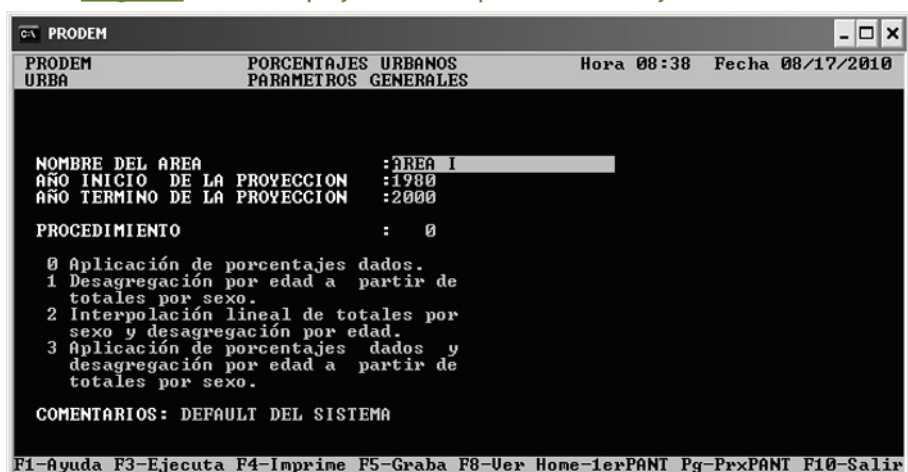 PRODEM
PRODEM PORCENTAJES URBANOS Hora 08:38 Fecha 08/17/2010
URBA PARAMETROS GENERALES
NOMBRE DEL AREA :AREA I
AÑO INICIO DE LA PROYECCION :1980
AÑO TERMINO DE LA PROYECCION :2000
PROCEDIMIENTO : 0
0 Aplicación de porcentajes dados.
1 Desagregación por edad a partir de
totales por sexo.
2 Interpolación lineal de totales por
sexo y desagregación por edad.
3 Aplicación de porcentajes dados y
desagregación por edad a partir de
totales por sexo.
COMENTARIOS: DEFAULT DEL SISTEMA
F1-Ayuda F3-Ejecuta F4-Imprime F5-Graba F8-Ver Home-1erPANT Pg-PrxPANT F10-Salir